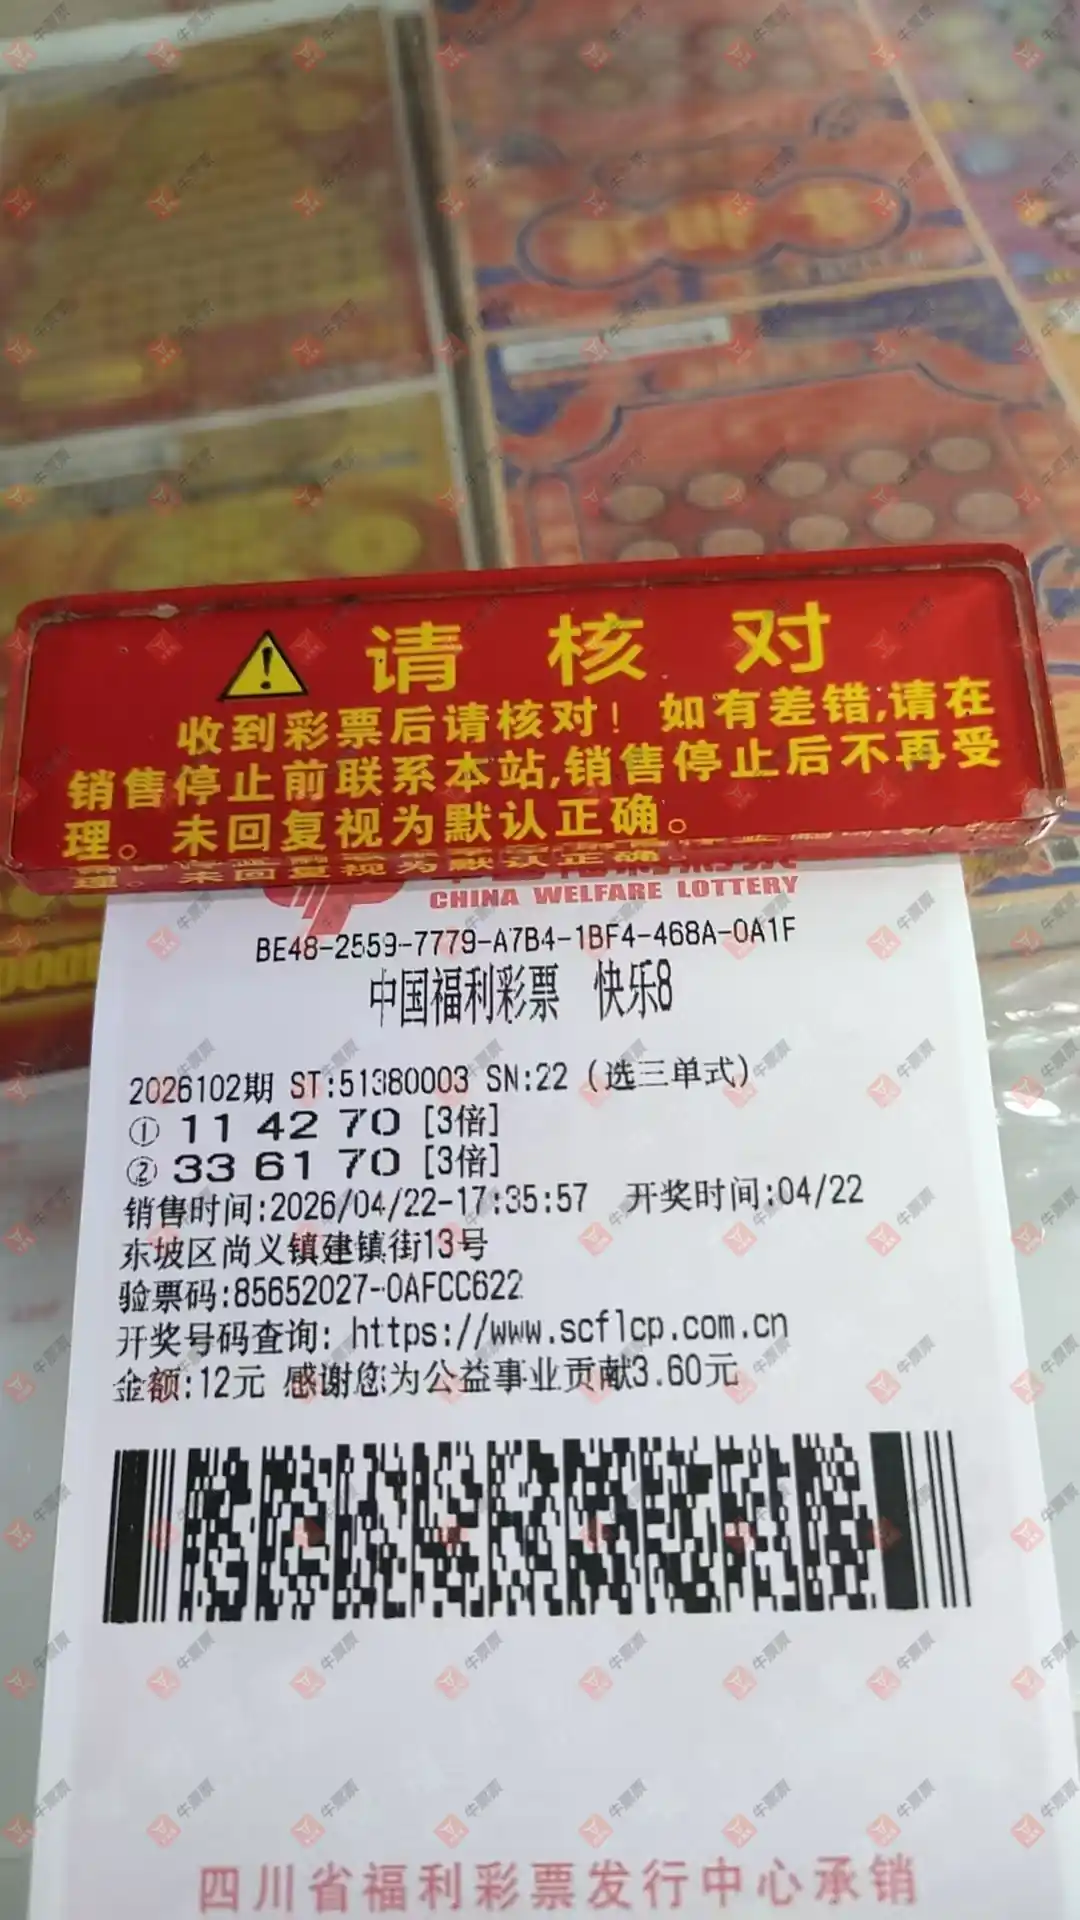 请核对
收到彩票后请核对！如有差错,请在
销售停止前联系本站,销售停止后不再受
理。未回复视为默认正确。
CHINA WELFARE LOTTERY
BE48-2559-7779-A7B4-1BF4-468A-0A1F
中国福利彩票 快乐8
2026102期 ST:51380003 SN:22 (选三单式)
① 11 42 70 [3倍]
② 33 61 70 [3倍]
销售时间:2026/04/22-17:35:57 开奖时间:04/22
东坡区尚义镇建镇街13号
验票码:85652027-0AFCC622
开奖号码查询: https://www.scflcp.com.cn
金额:12元 感谢您为公益事业贡献3.60元
四川省福利彩票发行中心承销
牛票票